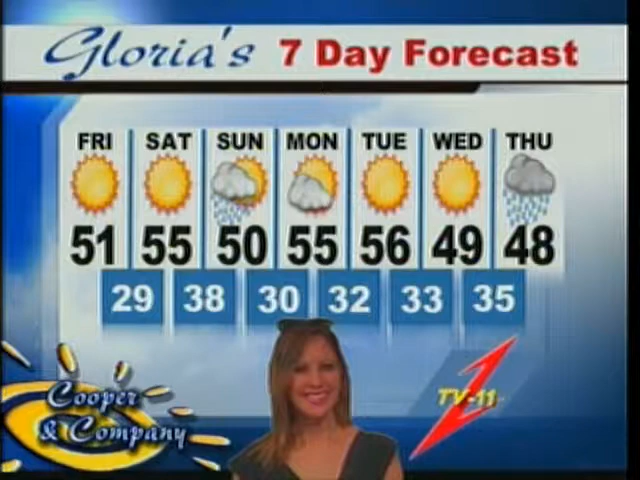 Gloria's 7 Day Forecast
FRI SAT SUN MON TUE WED THU
51 55 50 55 56 49 48
29 38 30 32 33 35
Cooper
& Company
TV-11